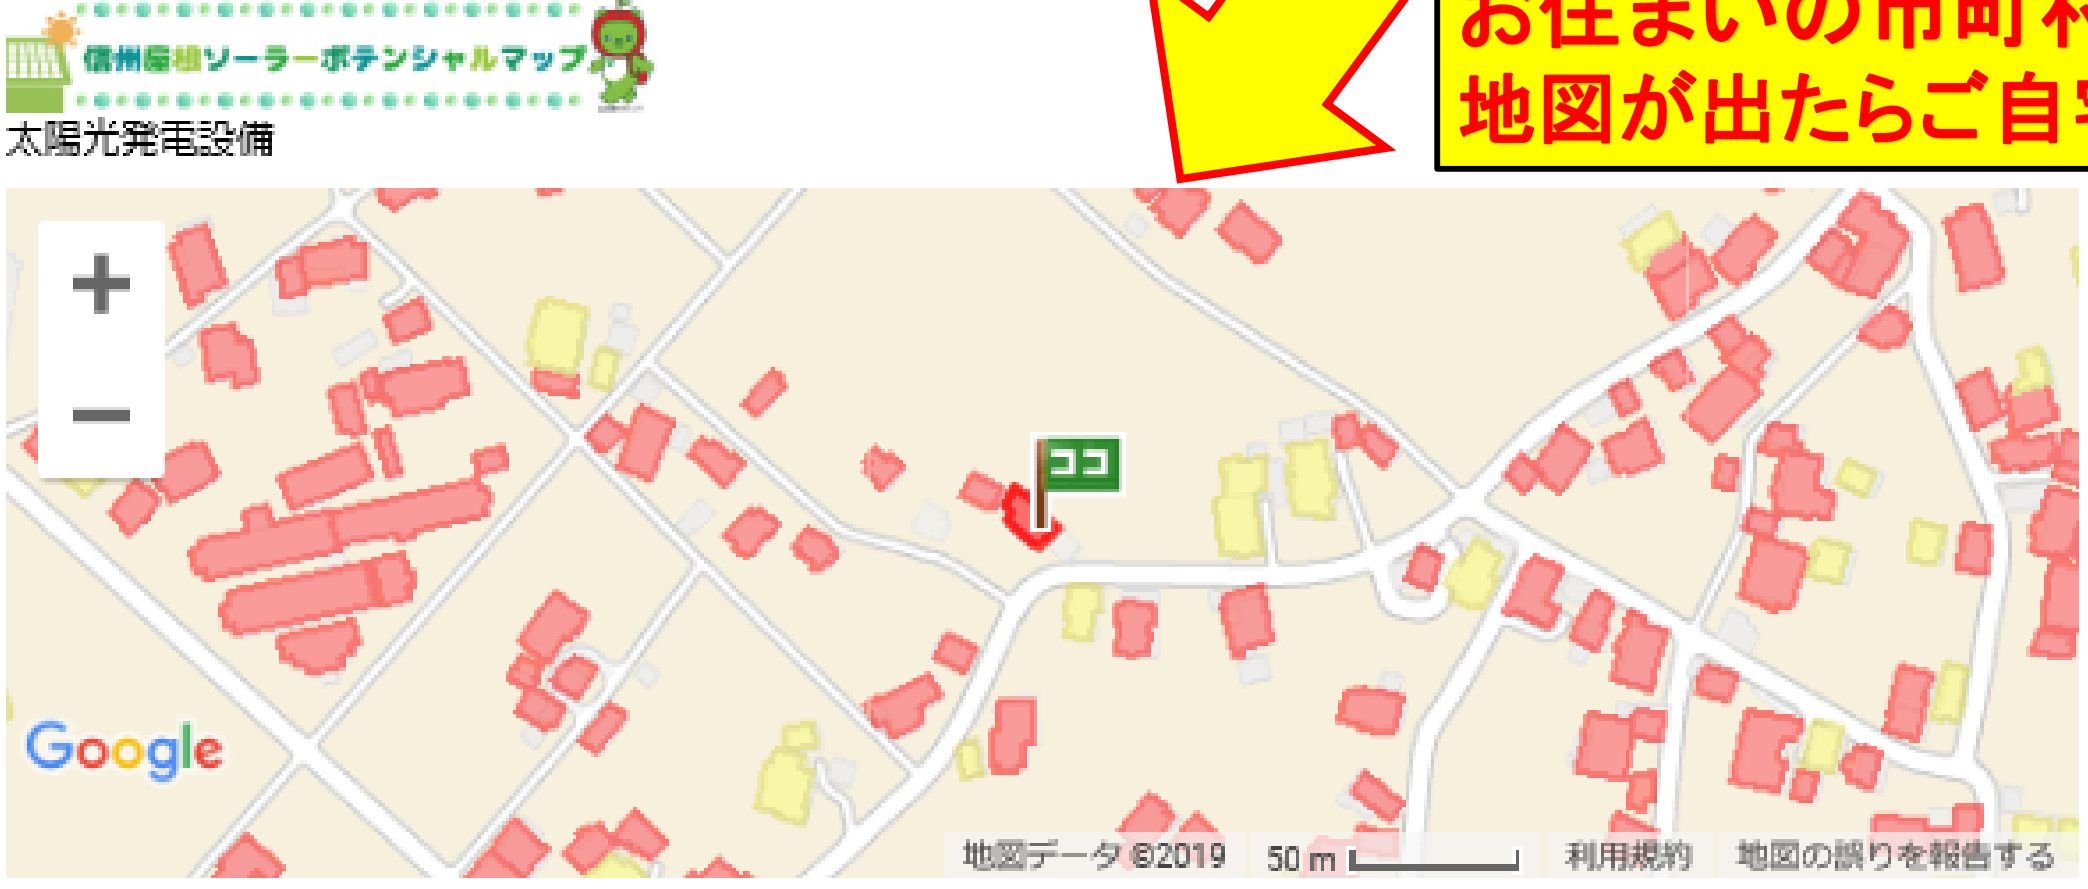 信州屋根ソーラーポテンシャルマップ
お住まいの市町村
地図が出たらご自宅
太陽光発電設備
+
−
ココ
Google
地図データ ©2019
50 m
利用規約
地図の誤りを報告する